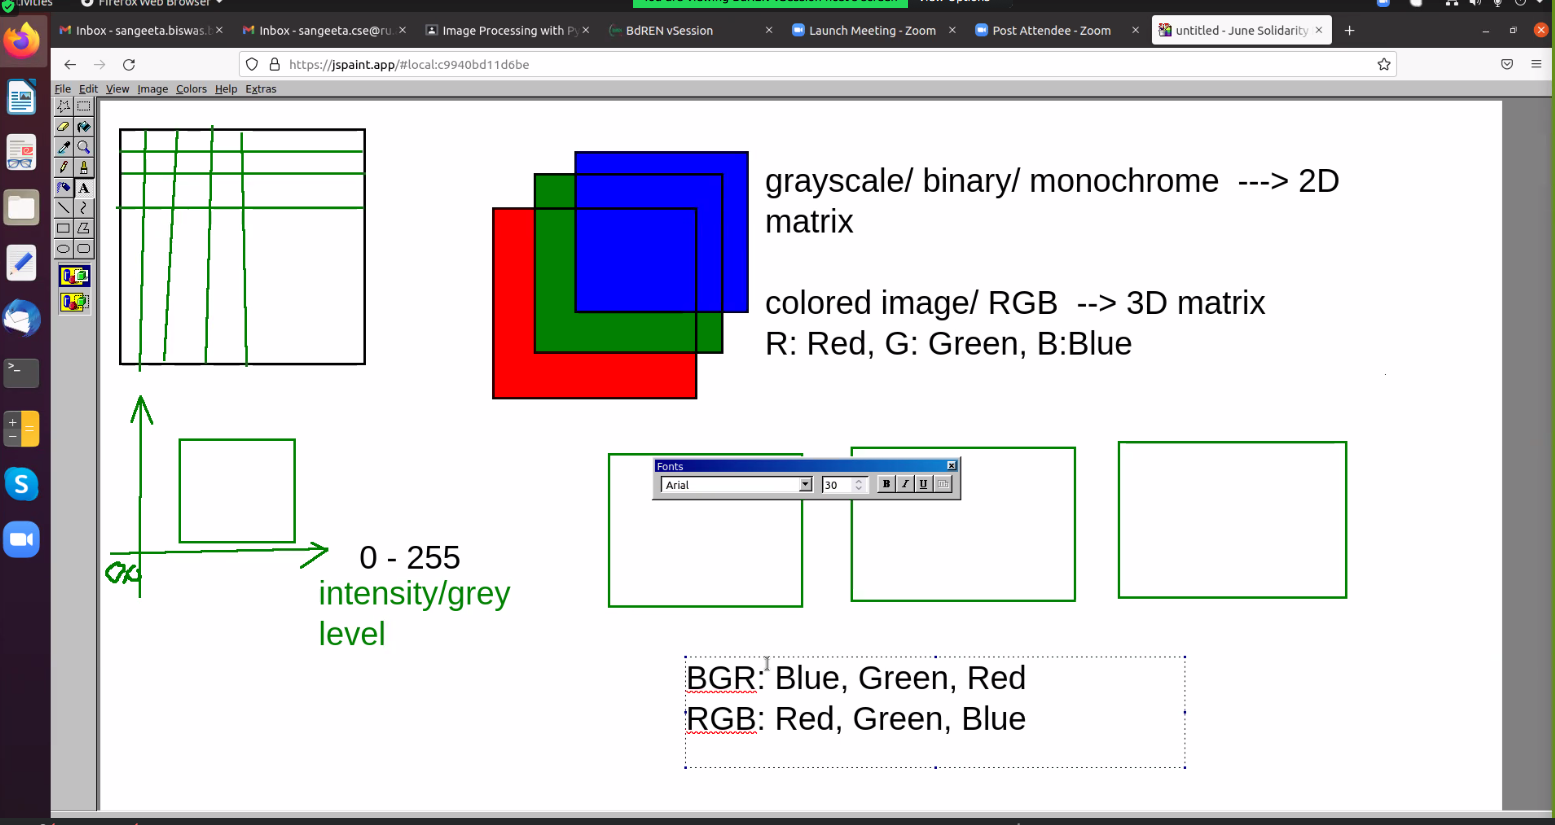 Firefox Web Browser
View Options
Inbox - sangeeta.biswas.b
Inbox - sangeeta.cse@ru.
Image Processing with Py
BdREN vSession
Launch Meeting - Zoom
Post Attendee - Zoom
untitled - June Solidarity
https://jspaint.app/#local:c9940bd11d6be
File Edit View Image Colors Help Extras
grayscale/ binary/ monochrome ---> 2D
matrix
colored image/ RGB --> 3D matrix
R: Red, G: Green, B:Blue
Fonts
Arial 30 B I U
0 - 255
intensity/grey
level
BGR: Blue, Green, Red
RGB: Red, Green, Blue